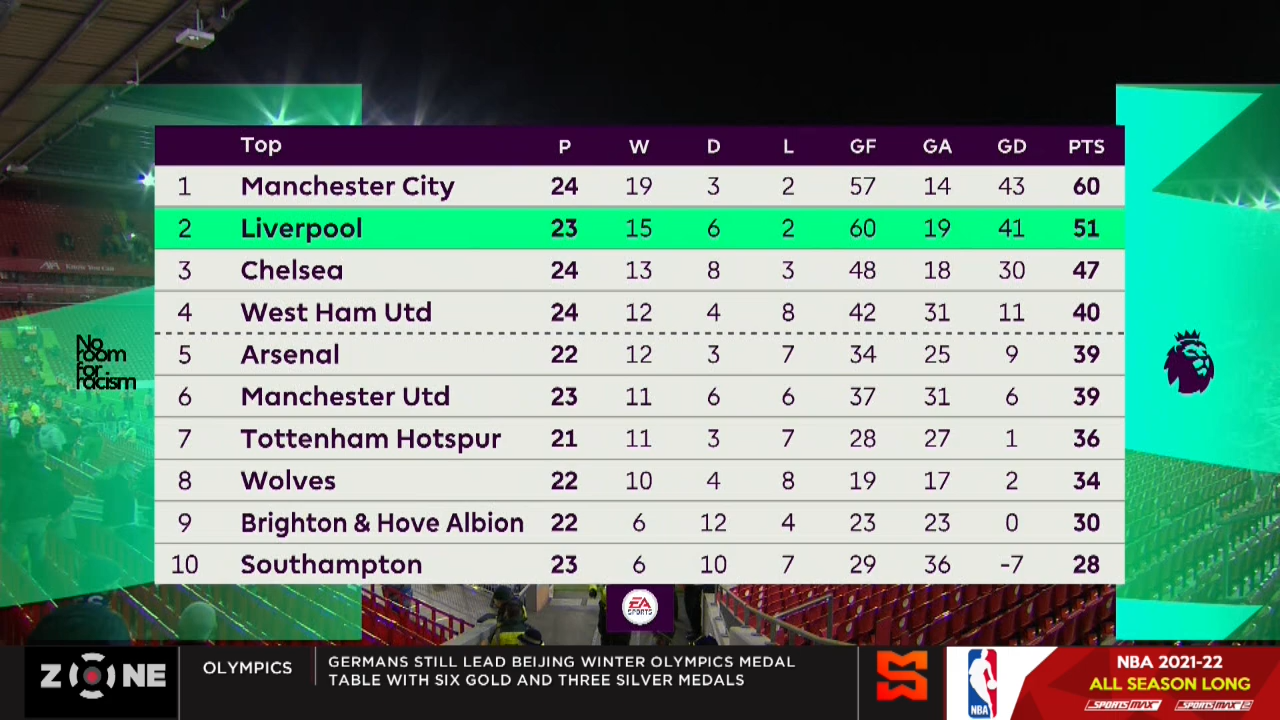 Top P W D L GF GA GD PTS
1 Manchester City 24 19 3 2 57 14 43 60
2 Liverpool 23 15 6 2 60 19 41 51
3 Chelsea 24 13 8 3 48 18 30 47
4 West Ham Utd 24 12 4 8 42 31 11 40
5 Arsenal 22 12 3 7 34 25 9 39
6 Manchester Utd 23 11 6 6 37 31 6 39
7 Tottenham Hotspur 21 11 3 7 28 27 1 36
8 Wolves 22 10 4 8 19 17 2 34
9 Brighton & Hove Albion 22 6 12 4 23 23 0 30
10 Southampton 23 6 10 7 29 36 -7 28
AXA
No
room
for
racism
EA
SPORTS
ZONE
OLYMPICS
GERMANS STILL LEAD BEIJING WINTER OLYMPICS MEDAL
TABLE WITH SIX GOLD AND THREE SILVER MEDALS
NBA
NBA 2021-22
ALL SEASON LONG
SPORTSMAX SPORTSMAX 2